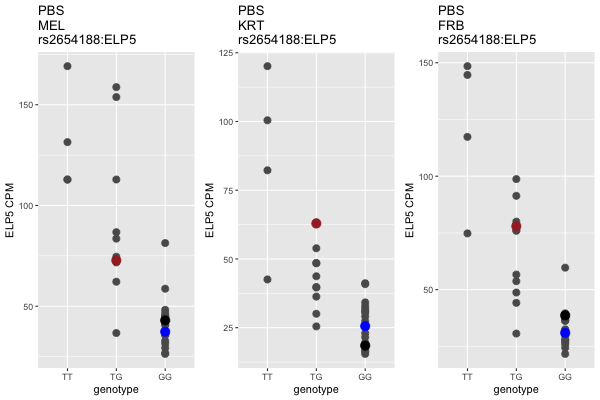 PBS
MEL
rs2654188:ELP5
ELP5 CPM
150
100
50
TT
TG
GG
genotype
PBS
KRT
rs2654188:ELP5
ELP5 CPM
125
100
75
50
25
TT
TG
GG
genotype
PBS
FRB
rs2654188:ELP5
ELP5 CPM
150
100
50
TT
TG
GG
genotype